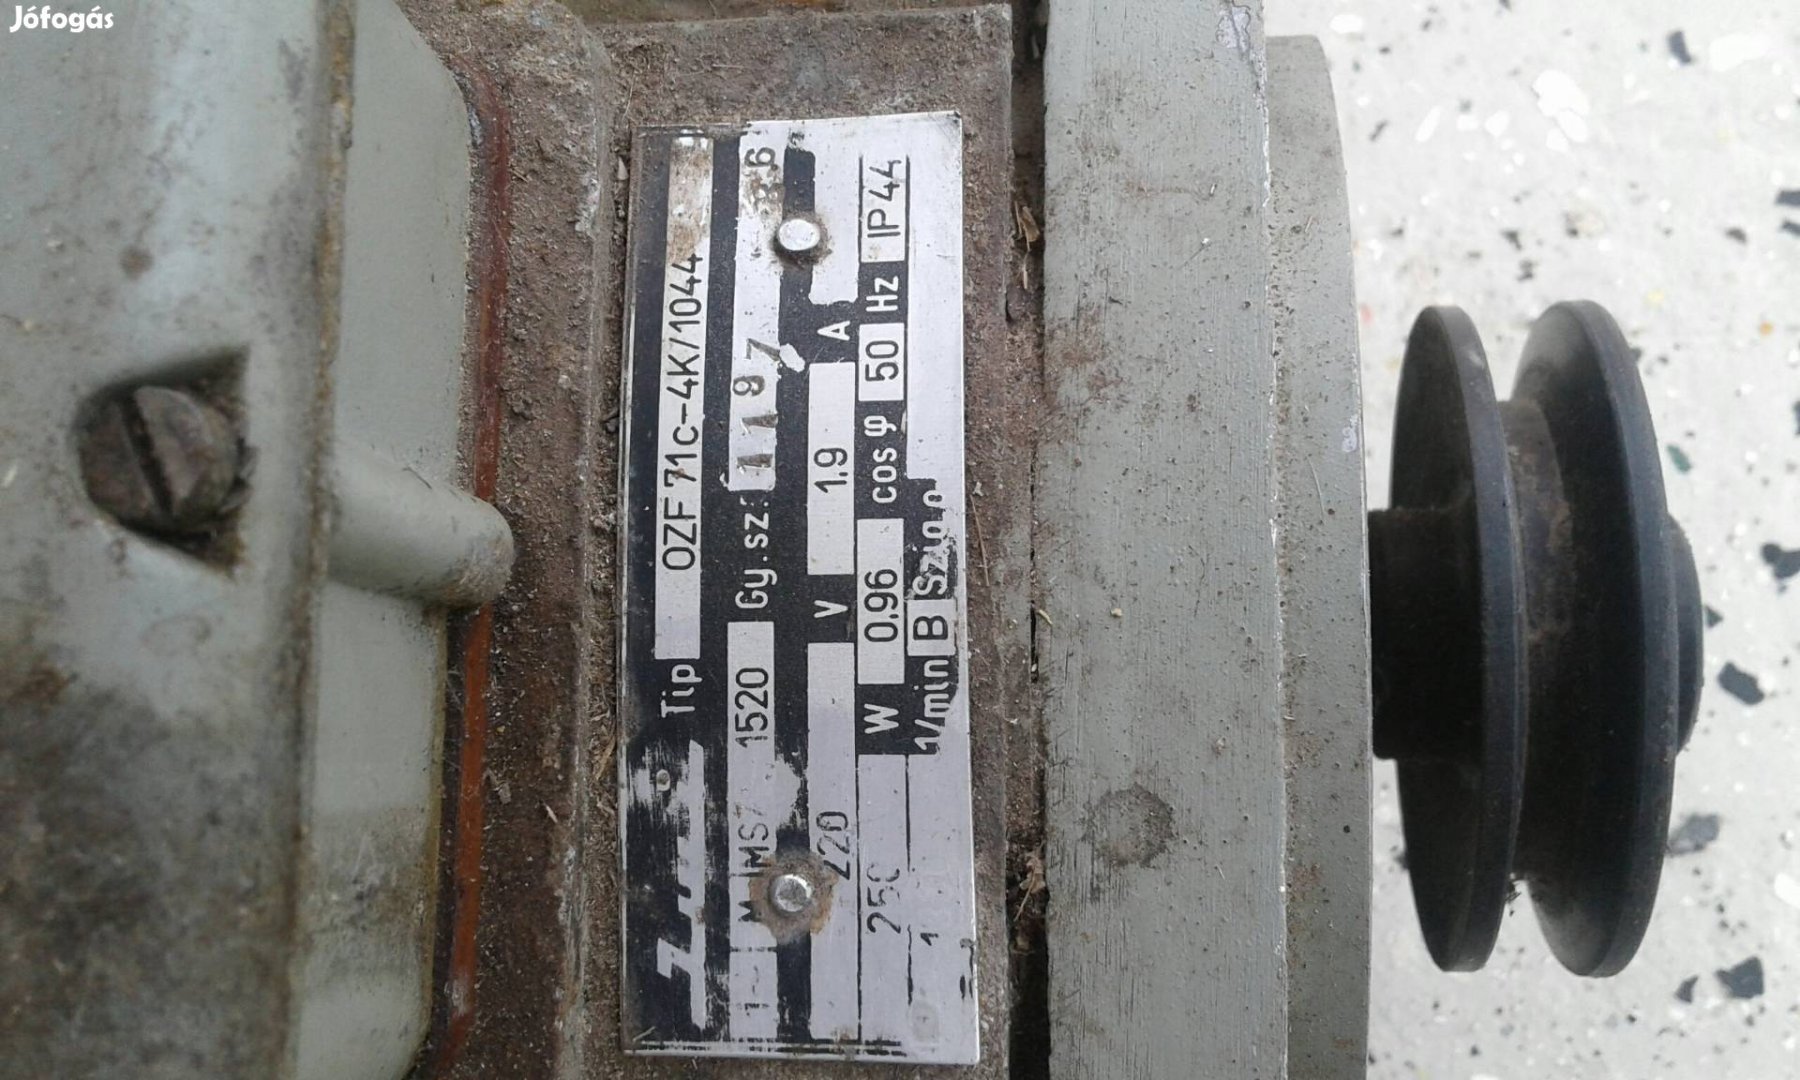 Jófogás
Tip OZF 71c-4K/1044
1520 Gy.sz: 1197
220 V 1.9 A
W 0.96 cos φ 50 Hz IP44
1/min B